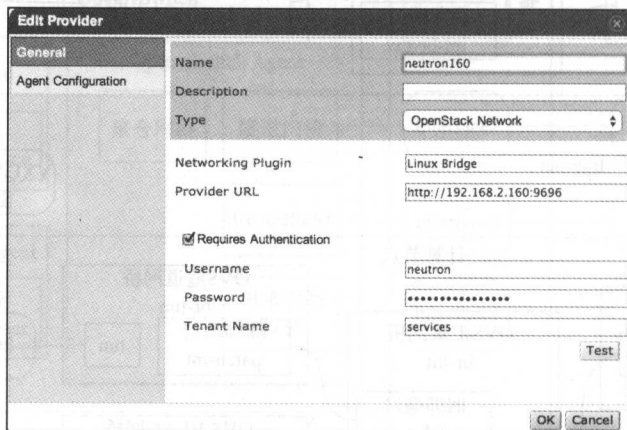 Edit Provider
General
Agent Configuration
Name neutron160
Description
Type OpenStack Network
Networking Plugin Linux Bridge
Provider URL http://192.168.2.160:9696
Requires Authentication
Username neutron
Password ••••••••••••••••
Tenant Name services
Test
OK Cancel